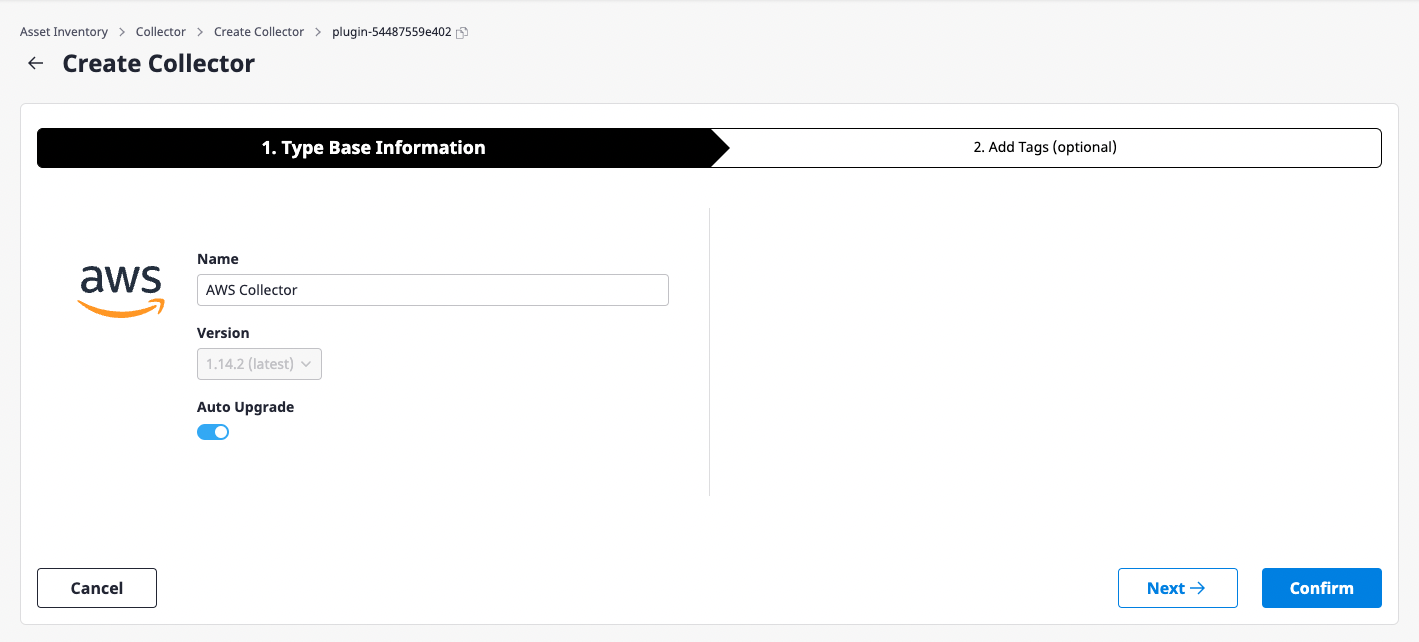 Asset Inventory > Collector > Create Collector > plugin-54487559e402
← Create Collector
1. Type Base Information
2. Add Tags (optional)
aws
Name
AWS Collector
Version
1.14.2 (latest)
Auto Upgrade
Cancel
Next →
Confirm